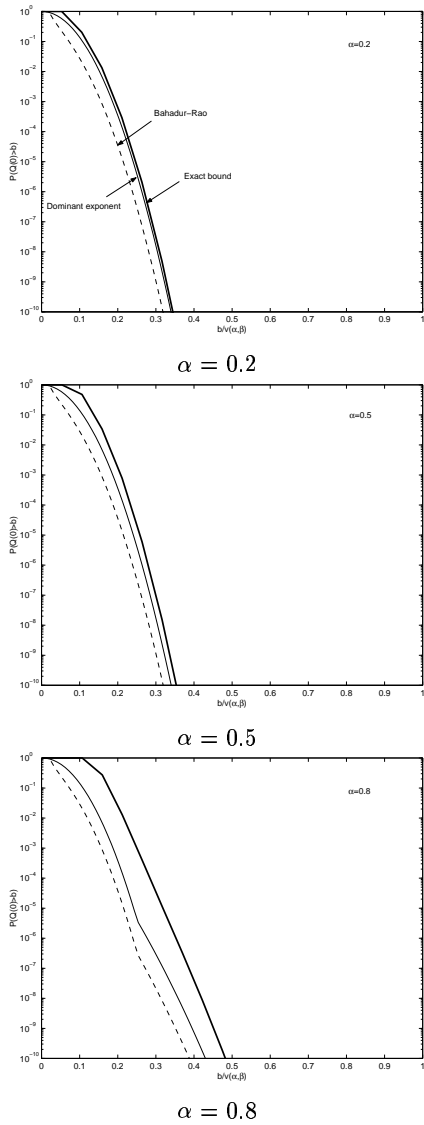 10^0
10^−1
10^−2
10^−3
10^−4
10^−5
10^−6
10^−7
10^−8
10^−9
10^−10
P(Q(0)>b)
α=0.2
Bahadur−Rao
Exact bound
Dominant exponent
0 0.1 0.2 0.3 0.4 0.5 0.6 0.7 0.8 0.9 1
b/v(α,β)
α = 0.2
10^0
10^−1
10^−2
10^−3
10^−4
10^−5
10^−6
10^−7
10^−8
10^−9
10^−10
P(Q(0)>b)
α=0.5
0 0.1 0.2 0.3 0.4 0.5 0.6 0.7 0.8 0.9 1
b/v(α,β)
α = 0.5
10^0
10^−1
10^−2
10^−3
10^−4
10^−5
10^−6
10^−7
10^−8
10^−9
10^−10
P(Q(0)>b)
α=0.8
0 0.1 0.2 0.3 0.4 0.5 0.6 0.7 0.8 0.9 1
b/v(α,β)
α = 0.8